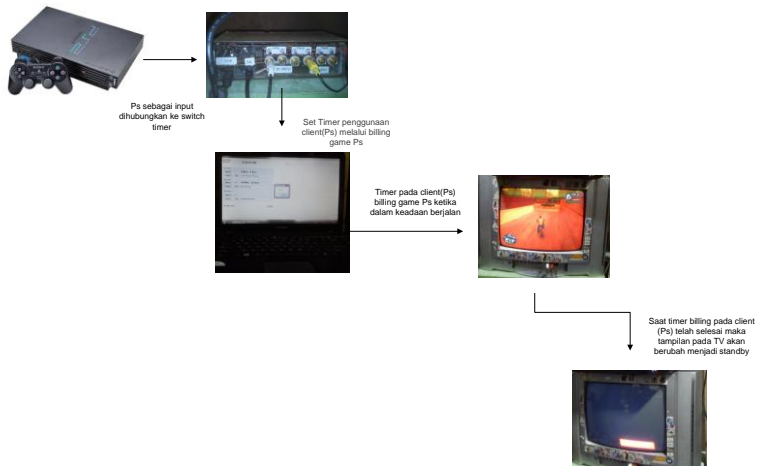 Ps sebagai input
dihubungkan ke switch
timer
Set Timer penggunaan
client(Ps) melalui billing
game Ps
Timer pada client(Ps)
billing game Ps ketika
dalam keadaan berjalan
Saat timer billing pada client
(Ps) telah selesai maka
tampilan pada TV akan
berubah menjadi standby